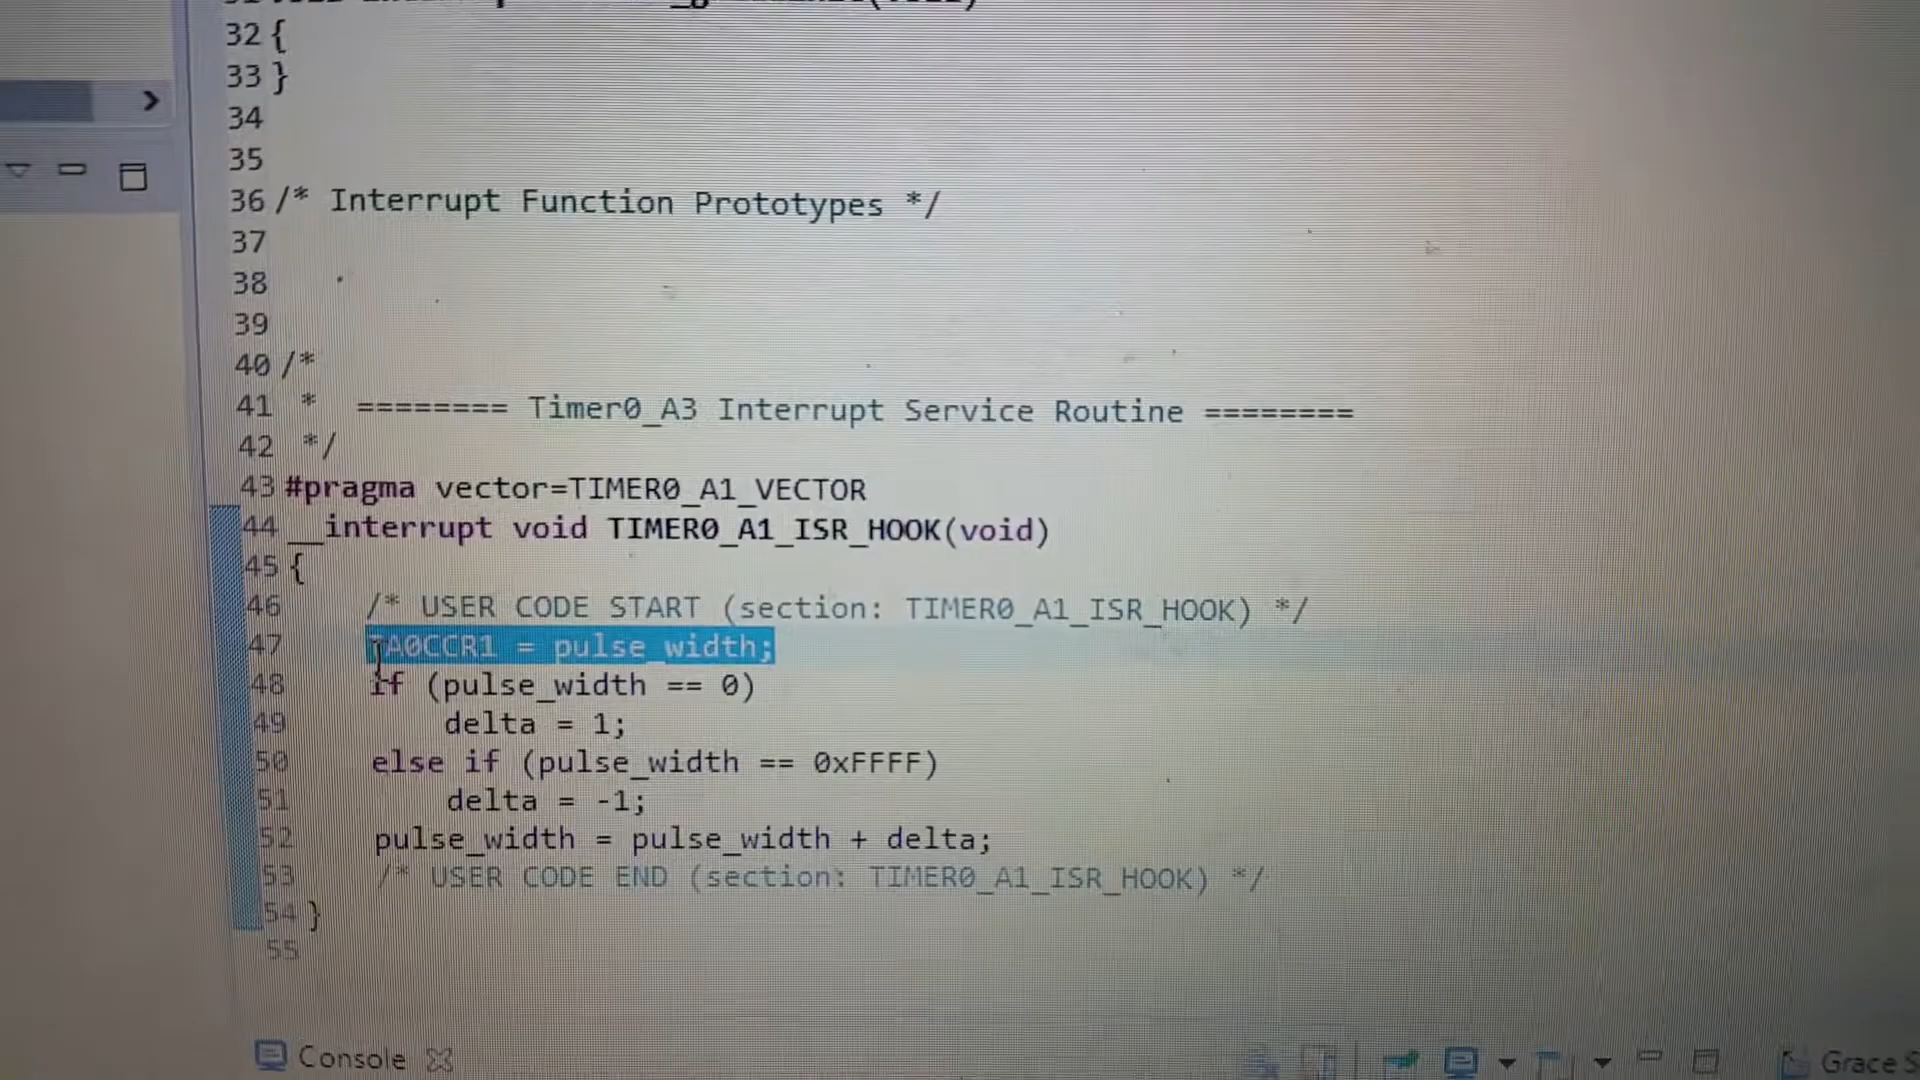 32 {
33 }
34
35
36 /* Interrupt Function Prototypes */
37
38
39
40 /*
41 * ======== Timer0_A3 Interrupt Service Routine ========
42 */
43 #pragma vector=TIMER0_A1_VECTOR
44 __interrupt void TIMER0_A1_ISR_HOOK(void)
45 {
46 /* USER CODE START (section: TIMER0_A1_ISR_HOOK) */
47 TA0CCR1 = pulse_width;
48 if (pulse_width == 0)
49 delta = 1;
50 else if (pulse_width == 0xFFFF)
51 delta = -1;
52 pulse_width = pulse_width + delta;
53 /* USER CODE END (section: TIMER0_A1_ISR_HOOK) */
54 }
55
Console
Grace